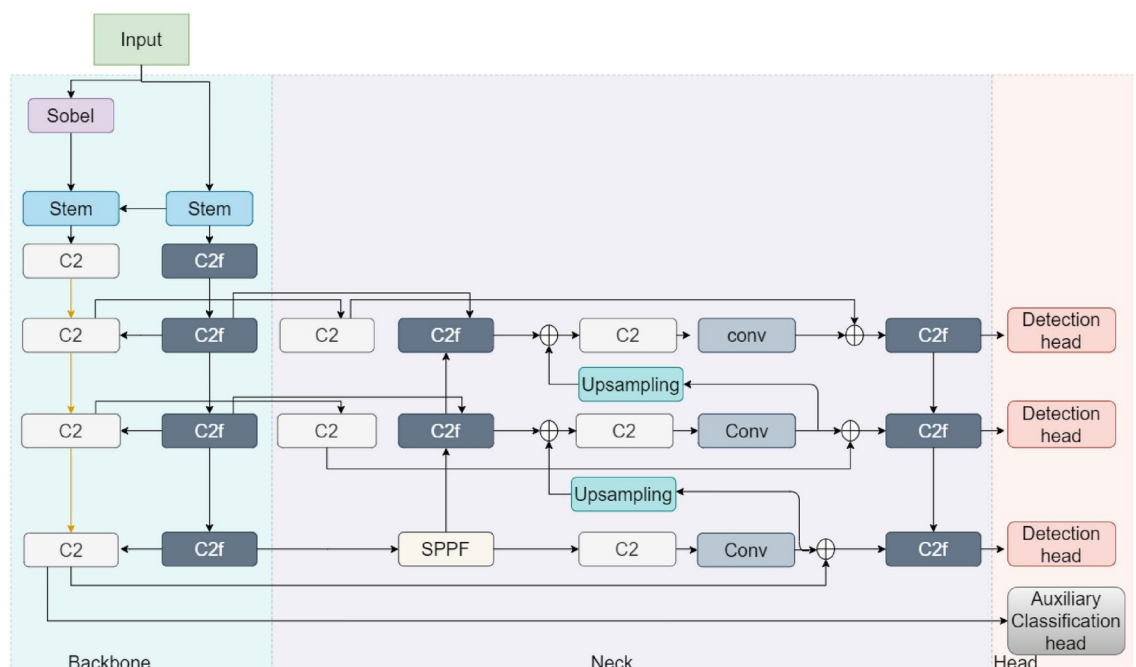 Input
Sobel
Stem
Stem
C2
C2f
C2
C2f
C2
C2f
C2
conv
C2f
Detection
head
Upsampling
C2
C2f
C2
C2f
C2
Conv
C2f
Detection
head
Upsampling
C2
C2f
SPPF
C2
Conv
C2f
Detection
head
Auxiliary
Classification
head
Backbone
Neck
Head